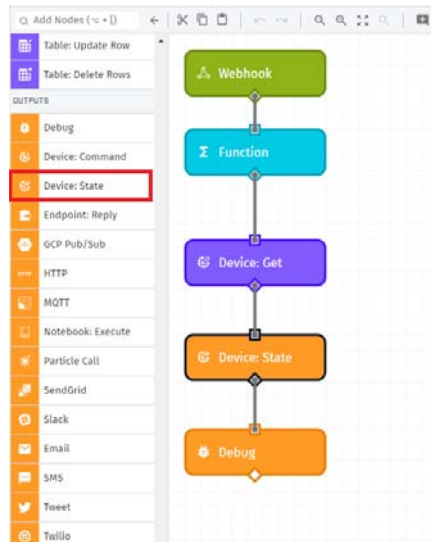 Add Nodes (⌥ + [)
Table: Update Row
Table: Delete Rows
OUTPUTS
Debug
Device: Command
Device: State
Endpoint: Reply
GCP Pub/Sub
HTTP
MQTT
Notebook: Execute
Particle Call
SendGrid
Slack
Email
SMS
Tweet
Twilio
Webhook
Function
Device: Get
Device: State
Debug